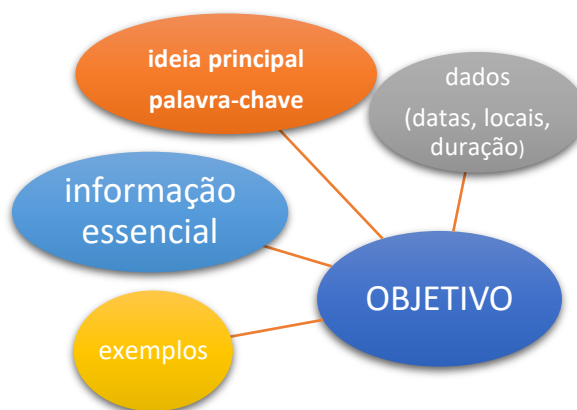 ideia principal
palavra-chave
dados
(datas, locais,
duração)
informação
essencial
OBJETIVO
exemplos